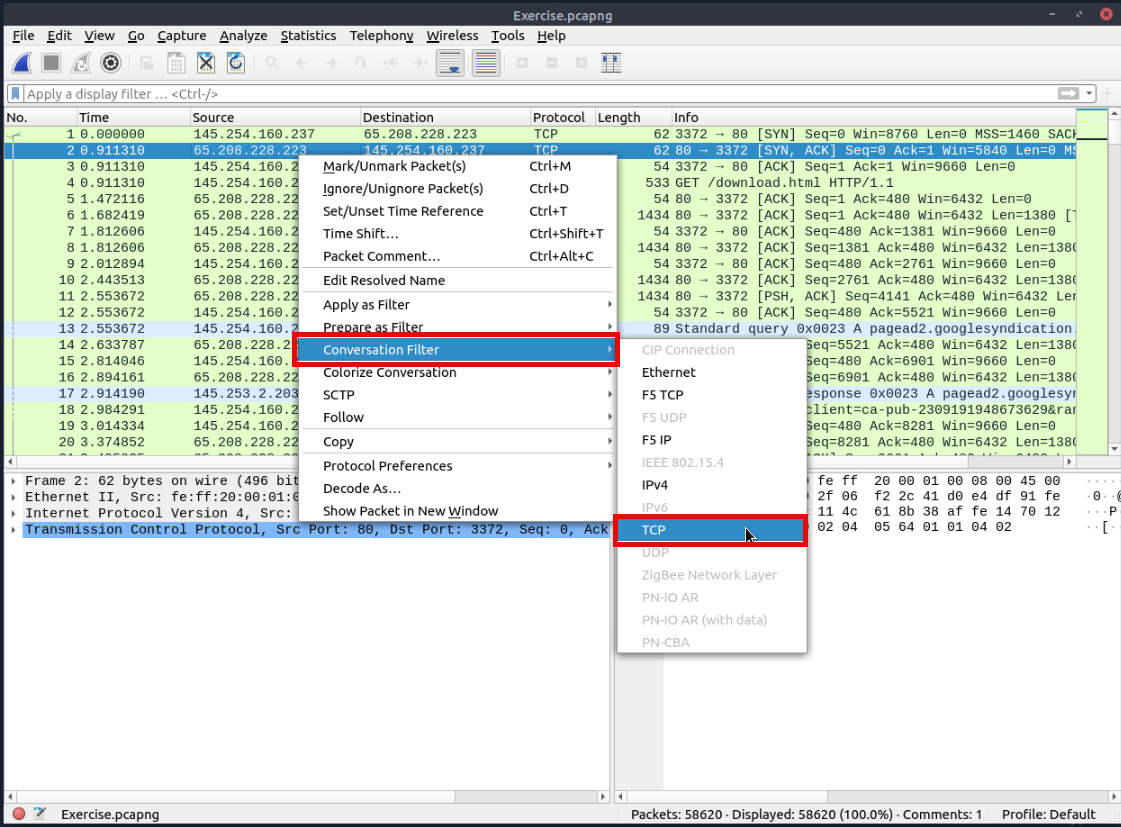 Exercise.pcapng
File Edit View Go Capture Analyze Statistics Telephony Wireless Tools Help
Apply a display filter … <Ctrl-/>
No. Time Source Destination Protocol Length Info
1 0.000000 145.254.160.237 65.208.228.223 TCP 62 3372 → 80 [SYN] Seq=0 Win=8760 Len=0 MSS=1460 SACK
2 0.911310 65.208.228.223 145.254.160.237 TCP 62 80 → 3372 [SYN, ACK] Seq=0 Ack=1 Win=5840 Len=0 MS
3 0.911310 145.254.160.2 54 3372 → 80 [ACK] Seq=1 Ack=1 Win=9660 Len=0
4 0.911310 145.254.160.2 533 GET /download.html HTTP/1.1
5 1.472116 65.208.228.22 54 80 → 3372 [ACK] Seq=1 Ack=480 Win=6432 Len=0
6 1.682419 65.208.228.22 1434 80 → 3372 [ACK] Seq=1 Ack=480 Win=6432 Len=1380 [T
7 1.812606 145.254.160.2 54 3372 → 80 [ACK] Seq=480 Ack=1381 Win=9660 Len=0
8 1.812606 65.208.228.22 1434 80 → 3372 [ACK] Seq=1381 Ack=480 Win=6432 Len=1380
9 2.012894 145.254.160.2 54 3372 → 80 [ACK] Seq=480 Ack=2761 Win=9660 Len=0
10 2.443513 65.208.228.22 1434 80 → 3372 [ACK] Seq=2761 Ack=480 Win=6432 Len=1380
11 2.553672 65.208.228.22 1434 80 → 3372 [PSH, ACK] Seq=4141 Ack=480 Win=6432 Len
12 2.553672 145.254.160.2 54 3372 → 80 [ACK] Seq=480 Ack=5521 Win=9660 Len=0
13 2.553672 145.254.160.2 89 Standard query 0x0023 A pagead2.googlesyndication.
14 2.633787 65.208.228.22 Seq=5521 Ack=480 Win=6432 Len=1380
15 2.814046 145.254.160.2 Seq=480 Ack=6901 Win=9660 Len=0
16 2.894161 65.208.228.22 Seq=6901 Ack=480 Win=6432 Len=1380
17 2.914190 145.253.2.203 esponse 0x0023 A pagead2.googlesyn
18 2.984291 145.254.160.2 client=ca-pub-2309191948673629&ran
19 3.014334 145.254.160.2 Seq=480 Ack=8281 Win=9660 Len=0
20 3.374852 65.208.228.22 Seq=8281 Ack=480 Win=6432 Len=1380
Mark/Unmark Packet(s) Ctrl+M
Ignore/Unignore Packet(s) Ctrl+D
Set/Unset Time Reference Ctrl+T
Time Shift… Ctrl+Shift+T
Packet Comment… Ctrl+Alt+C
Edit Resolved Name
Apply as Filter
Prepare as Filter
Conversation Filter
Colorize Conversation
SCTP
Follow
Copy
Protocol Preferences
Decode As…
Show Packet in New Window
CIP Connection
Ethernet
F5 TCP
F5 UDP
F5 IP
IEEE 802.15.4
IPv4
IPv6
TCP
UDP
ZigBee Network Layer
PN-IO AR
PN-IO AR (with data)
PN-CBA
Frame 2: 62 bytes on wire (496 bit
Ethernet II, Src: fe:ff:20:00:01:0
Internet Protocol Version 4, Src:
Transmission Control Protocol, Src Port: 80, Dst Port: 3372, Seq: 0, Ack
fe ff 20 00 01 00 08 00 45 00
2f 06 f2 2c 41 d0 e4 df 91 fe
11 4c 61 8b 38 af fe 14 70 12
02 04 05 64 01 01 04 02
Exercise.pcapng
Packets: 58620 · Displayed: 58620 (100.0%) · Comments: 1
Profile: Default